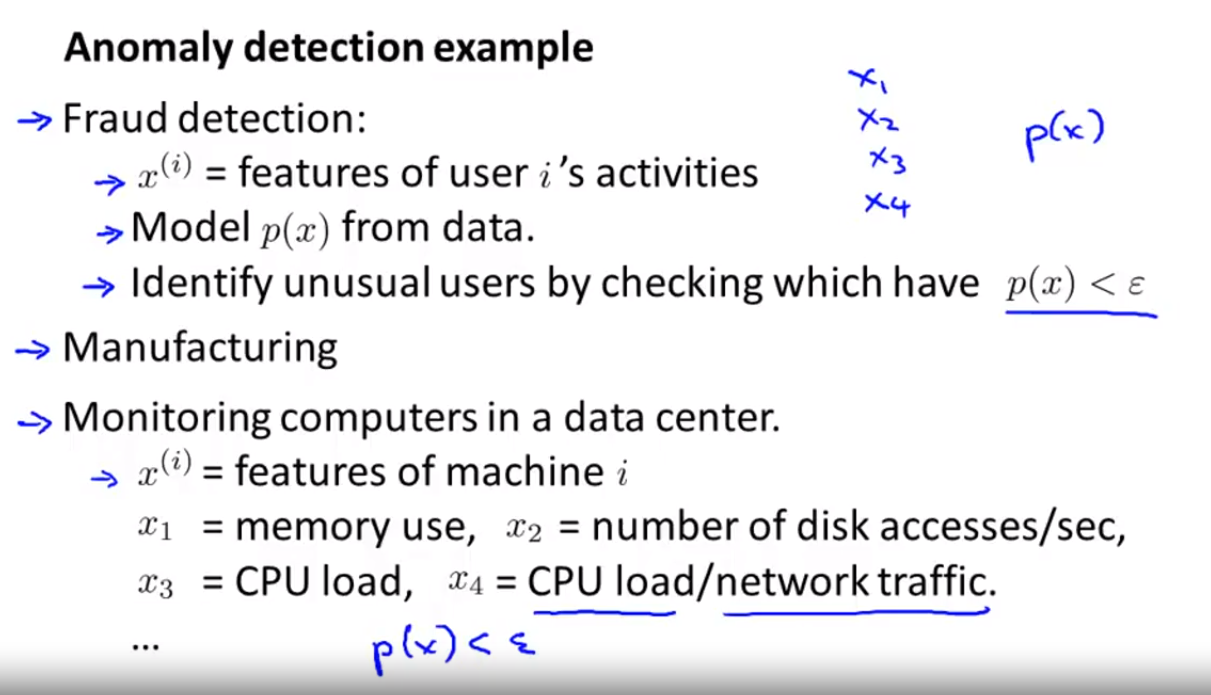 Anomaly detection example
x₁
x₂
x₃
x₄
p(x)
→ Fraud detection:
→ x⁽ⁱ⁾ = features of user i's activities
→ Model p(x) from data.
→ Identify unusual users by checking which have p(x) < ε
→ Manufacturing
→ Monitoring computers in a data center.
→ x⁽ⁱ⁾ = features of machine i
x₁ = memory use, x₂ = number of disk accesses/sec,
x₃ = CPU load, x₄ = CPU load/network traffic.
...
p(x) < ε